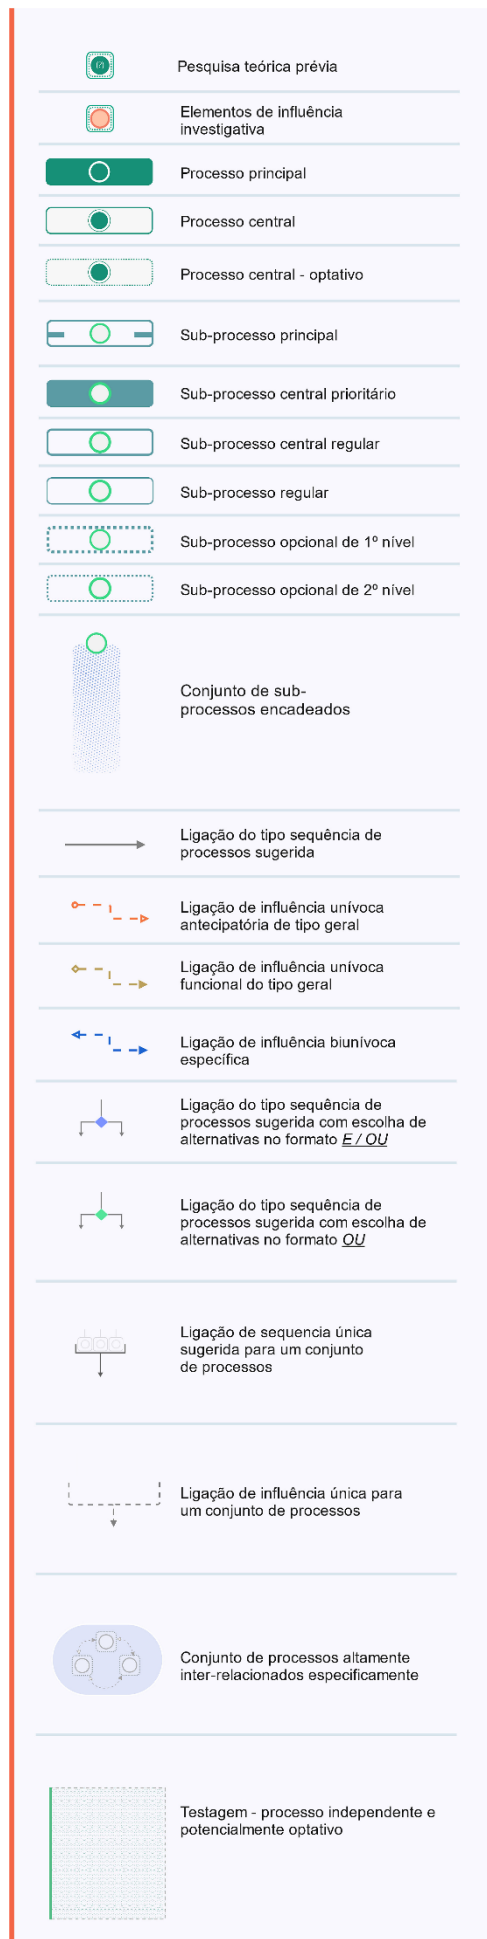 Pesquisa teórica prévia
Elementos de influência
investigativa
Processo principal
Processo central
Processo central - optativo
Sub-processo principal
Sub-processo central prioritário
Sub-processo central regular
Sub-processo regular
Sub-processo opcional de 1º nível
Sub-processo opcional de 2º nível
Conjunto de sub-
processos encadeados
Ligação do tipo sequência de
processos sugerida
Ligação de influência unívoca
antecipatória de tipo geral
Ligação de influência unívoca
funcional do tipo geral
Ligação de influência biunívoca
específica
Ligação do tipo sequência de
processos sugerida com escolha de
alternativas no formato E / OU
Ligação do tipo sequência de
processos sugerida com escolha de
alternativas no formato OU
Ligação de sequencia única
sugerida para um conjunto
de processos
Ligação de influência única para
um conjunto de processos
Conjunto de processos altamente
inter-relacionados especificamente
Testagem - processo independente e
potencialmente optativo